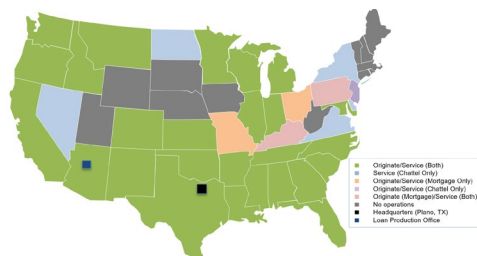 Originate/Service (Both)
Service (Chattel Only)
Originate/Service (Mortgage Only)
Originate/Service (Chattel Only)
Originate (Mortgage)/Service (Both)
No operations
Headquarters (Plano, TX)
Loan Production Office